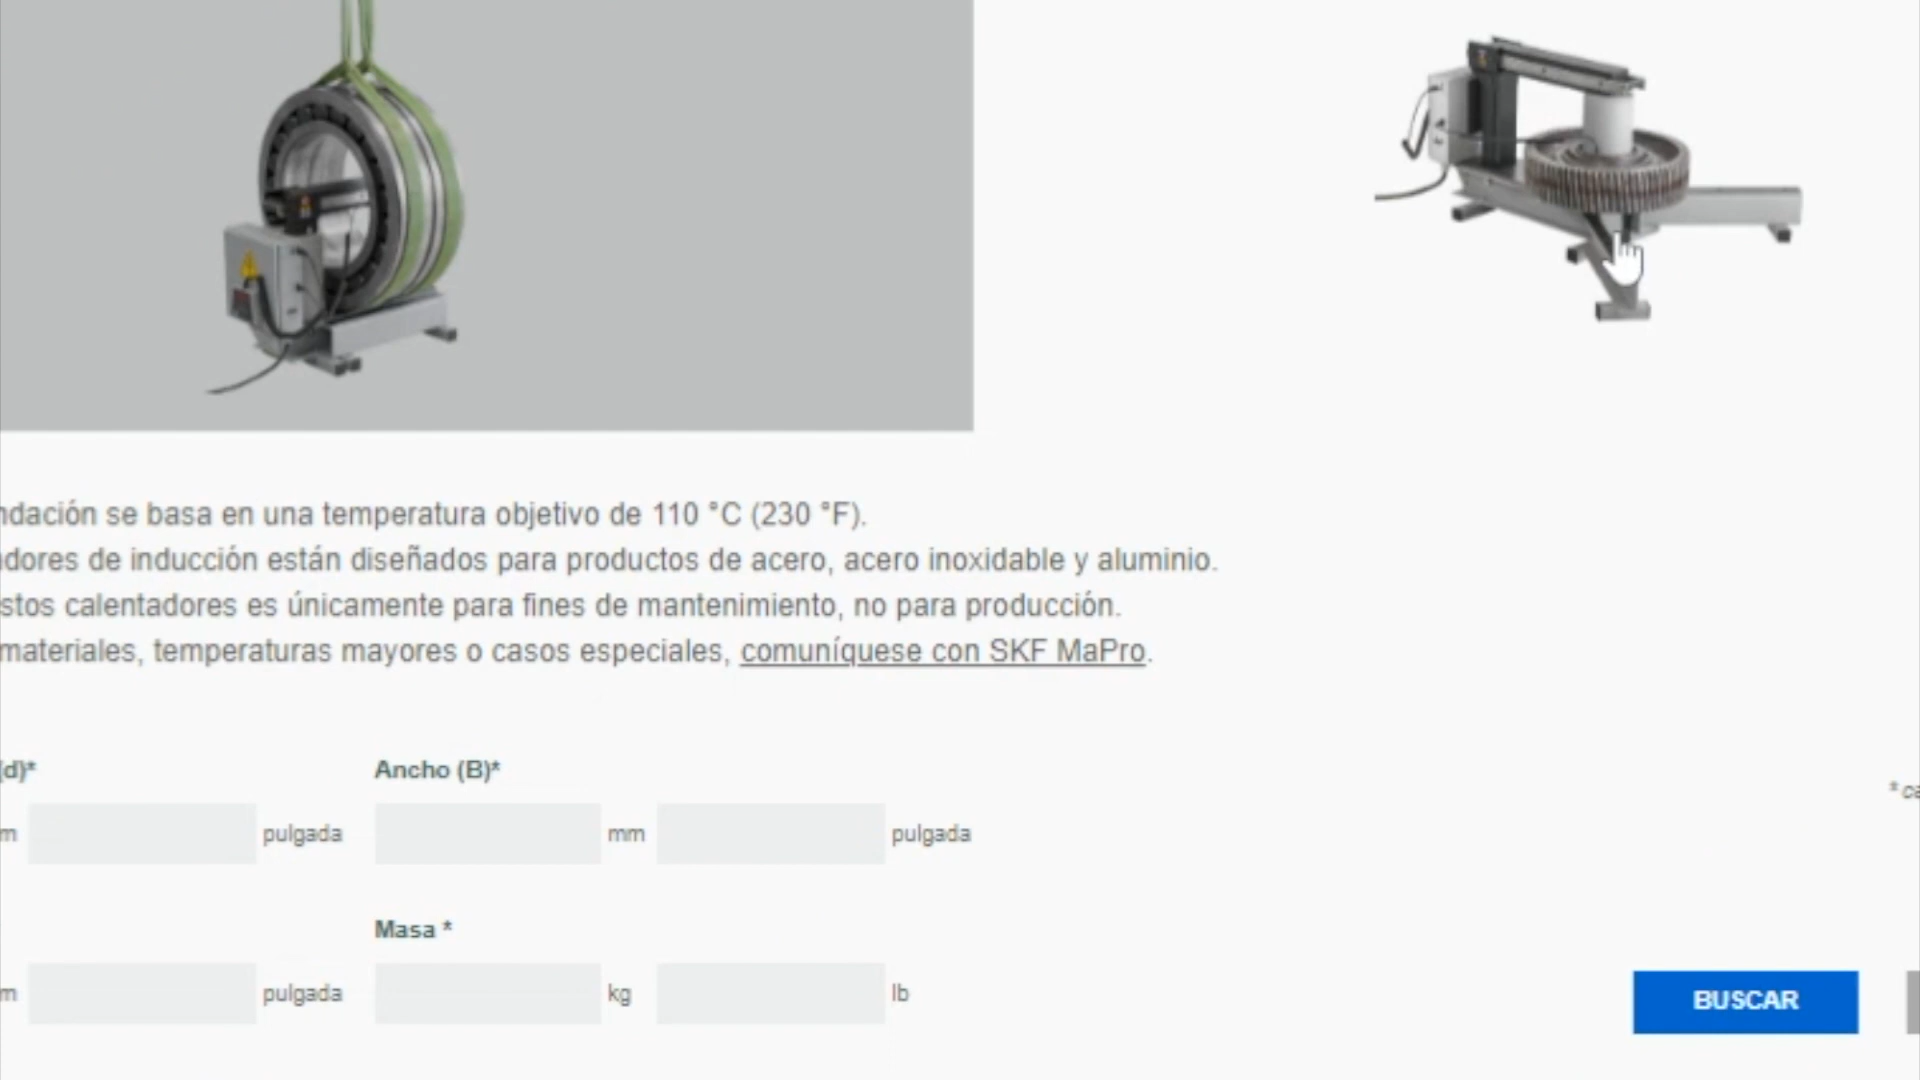 ndación se basa en una temperatura objetivo de 110 °C (230 °F).
dores de inducción están diseñados para productos de acero, acero inoxidable y aluminio.
stos calentadores es únicamente para fines de mantenimiento, no para producción.
materiales, temperaturas mayores o casos especiales, comuníquese con SKF MaPro.
(d)* Ancho (B)*
* ca
m pulgada mm pulgada
Masa *
m pulgada kg lb
BUSCAR